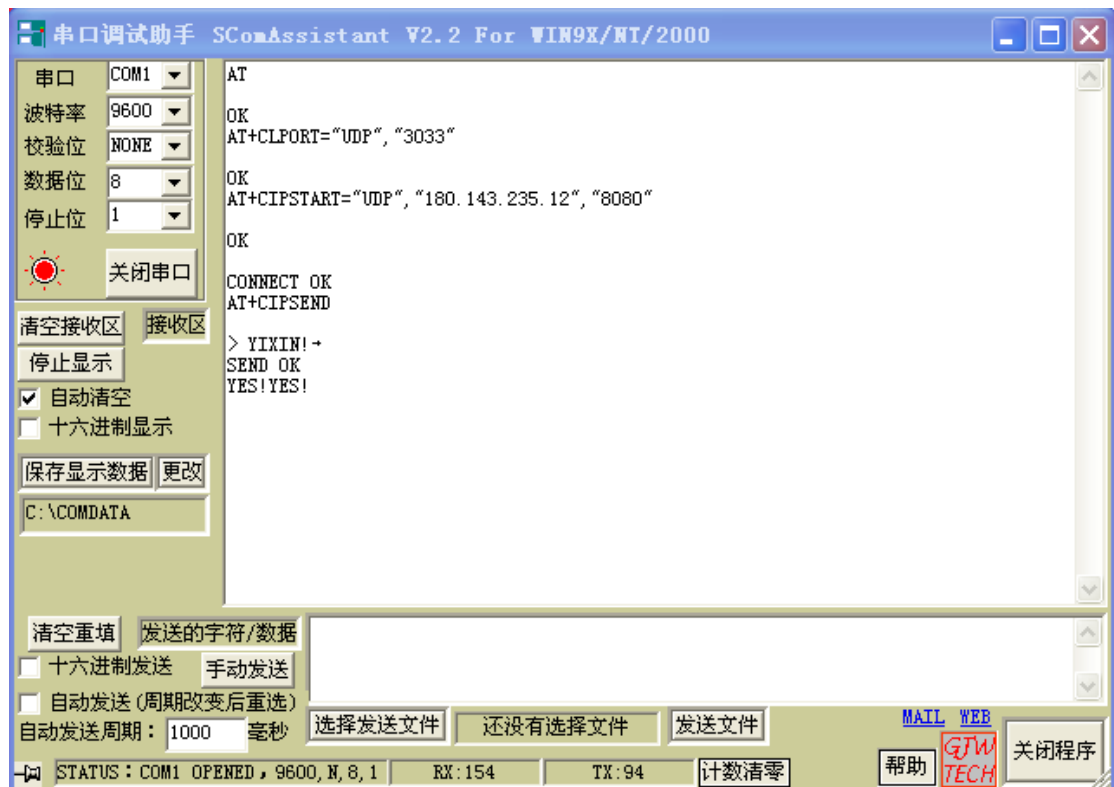 串口调试助手 SComAssistant V2.2 For WIN9X/NT/2000
串口 COM1
波特率 9600
校验位 NONE
数据位 8
停止位 1
关闭串口
清空接收区 接收区
停止显示
自动清空
十六进制显示
保存显示数据 更改
C:\COMDATA
AT
OK
AT+CLPORT="UDP","3033"
OK
AT+CIPSTART="UDP","180.143.235.12","8080"
OK
CONNECT OK
AT+CIPSEND
> YIXIN!→
SEND OK
YES!YES!
清空重填 发送的字符/数据
十六进制发送 手动发送
自动发送(周期改变后重选)
自动发送周期: 1000 毫秒
选择发送文件 还没有选择文件 发送文件
MAIL WEB
帮助
GJW
TECH
关闭程序
STATUS:COM1 OPENED,9600,N,8,1 RX:154 TX:94 计数清零